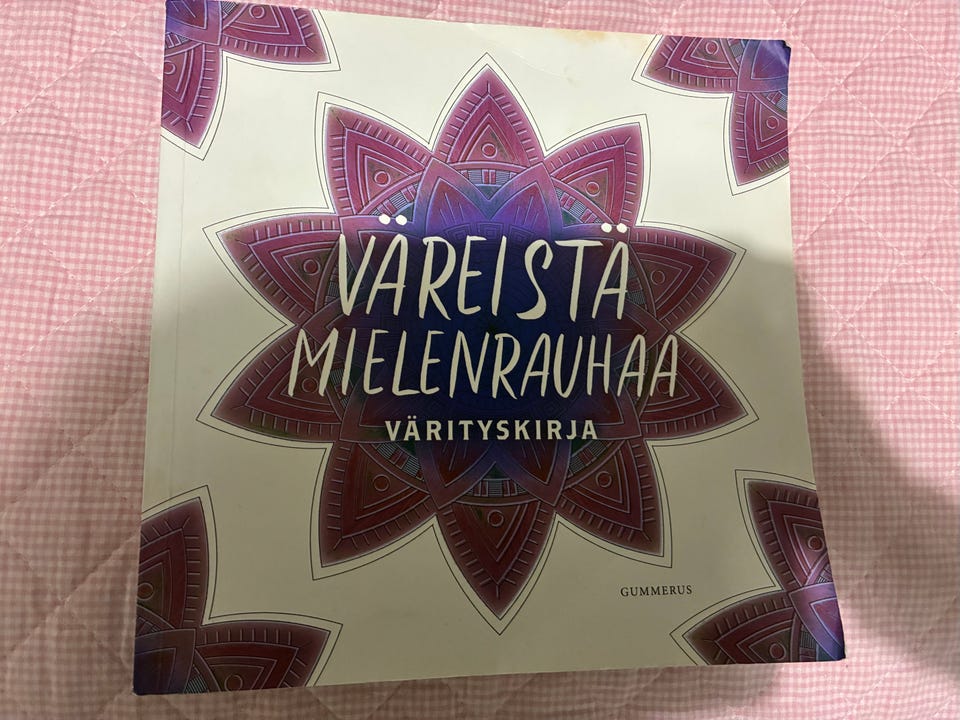 VÄREISTÄ
MIELENRAUHAA
VÄRITYSKIRJA
GUMMERUS